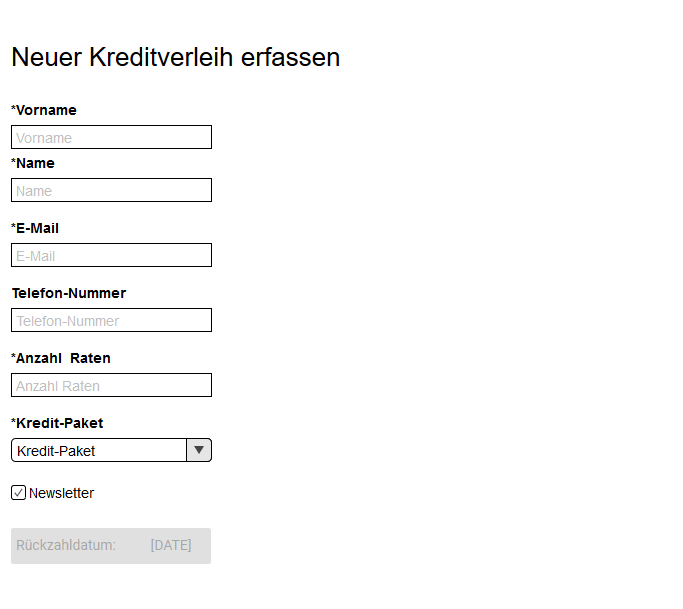 Neuer Kreditverleih erfassen
*Vorname
Vorname
*Name
Name
*E-Mail
E-Mail
Telefon-Nummer
Telefon-Nummer
*Anzahl Raten
Anzahl Raten
*Kredit-Paket
Kredit-Paket
Newsletter
Rückzahldatum: [DATE]